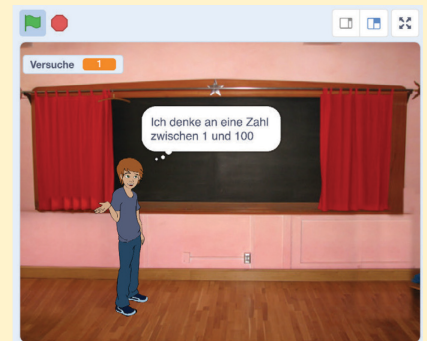 Versuche 1
Ich denke an eine Zahl
zwischen 1 und 100